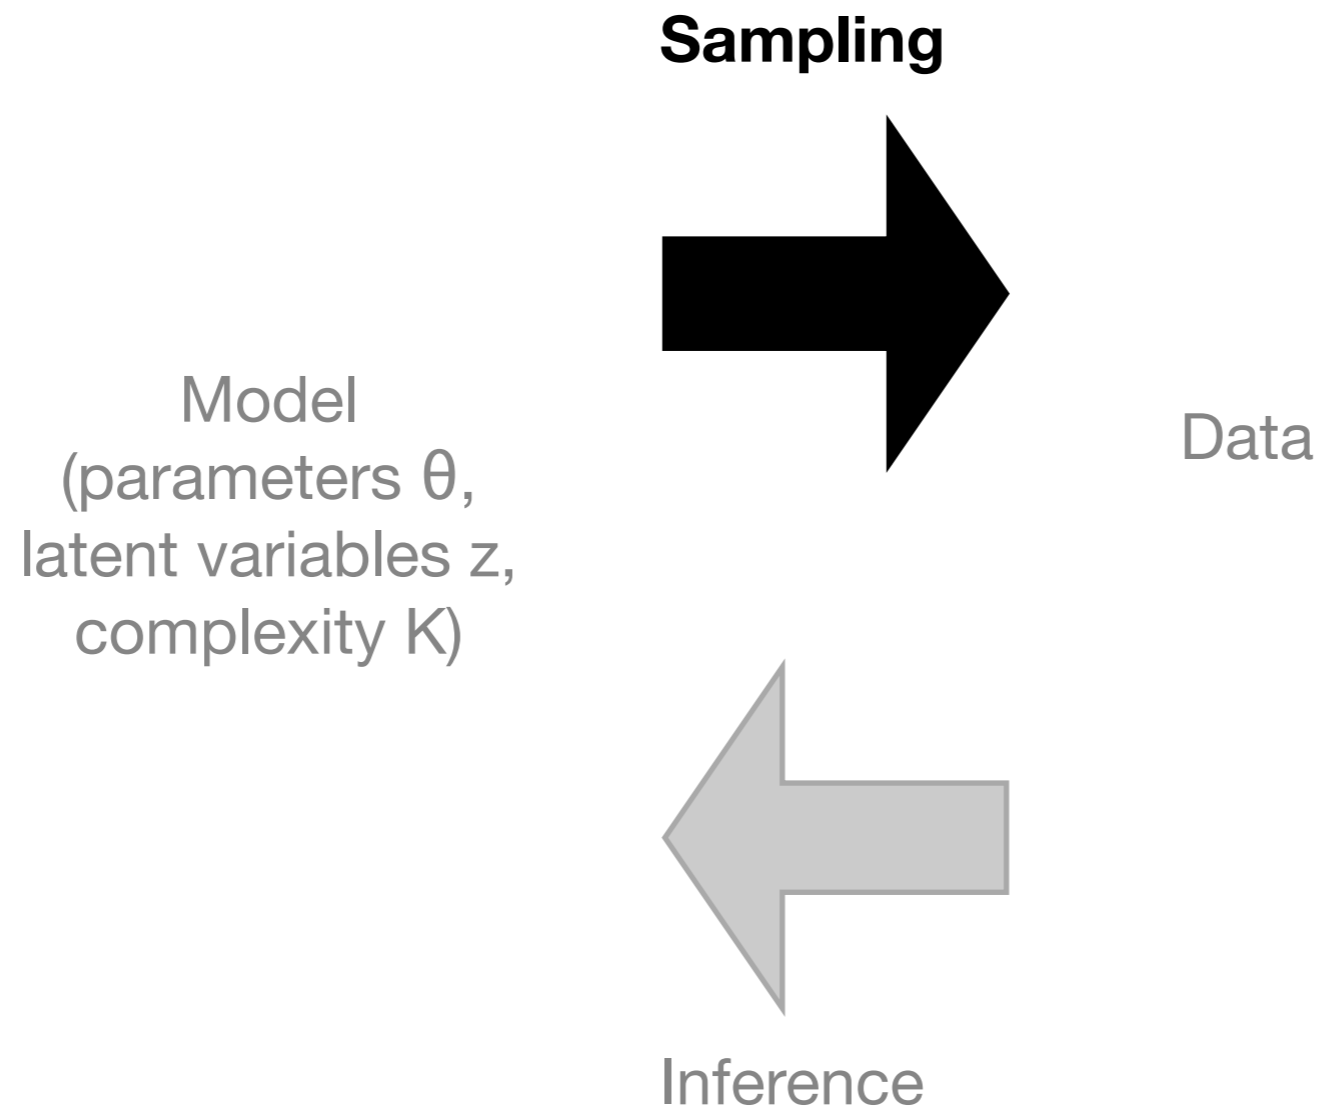 Sampling
Model
(parameters θ,
latent variables z,
complexity K)
Data
Inference